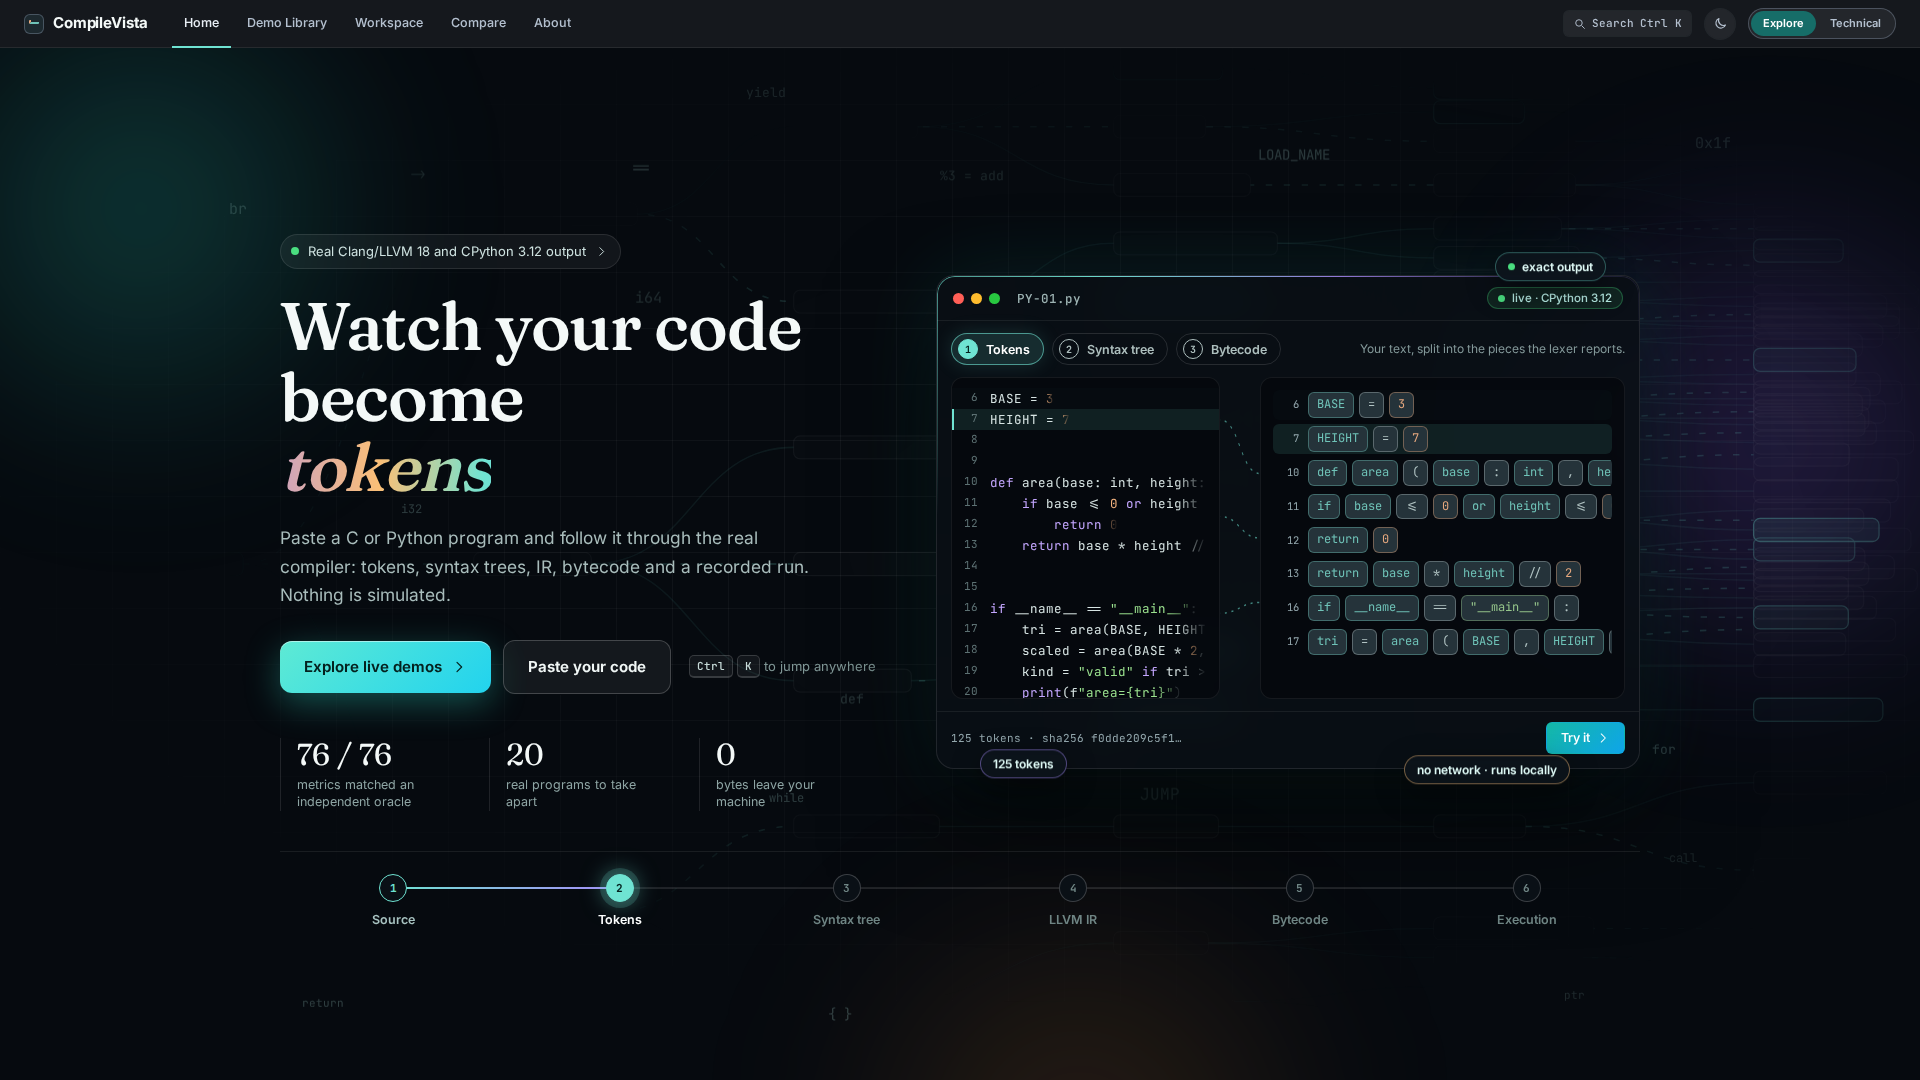 CompileVista Home Demo Library Workspace Compare About Search Ctrl K Explore Technical
yield
0x1f
LOAD_NAME
%3 = add
→
==
br
Real Clang/LLVM 18 and CPython 3.12 output
i64
Watch your code
become
tokens
i32
Paste a C or Python program and follow it through the real
compiler: tokens, syntax trees, IR, bytecode and a recorded run.
Nothing is simulated.
Explore live demos
Paste your code
Ctrl K to jump anywhere
def
76 / 76
metrics matched an
independent oracle
20
real programs to take
apart
0
bytes leave your
machine
while
exact output
PY-01.py
live · CPython 3.12
1 Tokens
2 Syntax tree
3 Bytecode
Your text, split into the pieces the lexer reports.
6 BASE = 3
7 HEIGHT = 7
8
9
10 def area(base: int, height:
11 if base <= 0 or height
12 return 0
13 return base * height //
14
15
16 if __name__ == "__main__":
17 tri = area(BASE, HEIGHT
18 scaled = area(BASE * 2,
19 kind = "valid" if tri >
20 print(f"area={tri}")
6 BASE = 3
7 HEIGHT = 7
10 def area ( base : int , he
11 if base <= 0 or height <=
12 return 0
13 return base * height // 2
16 if __name__ == "__main__" :
17 tri = area ( BASE , HEIGHT
125 tokens · sha256 f0dde209c5f1…
Try it
125 tokens
no network · runs locally
for
JUMP
call
1 Source
2 Tokens
3 Syntax tree
4 LLVM IR
5 Bytecode
6 Execution
return
{ }
ptr